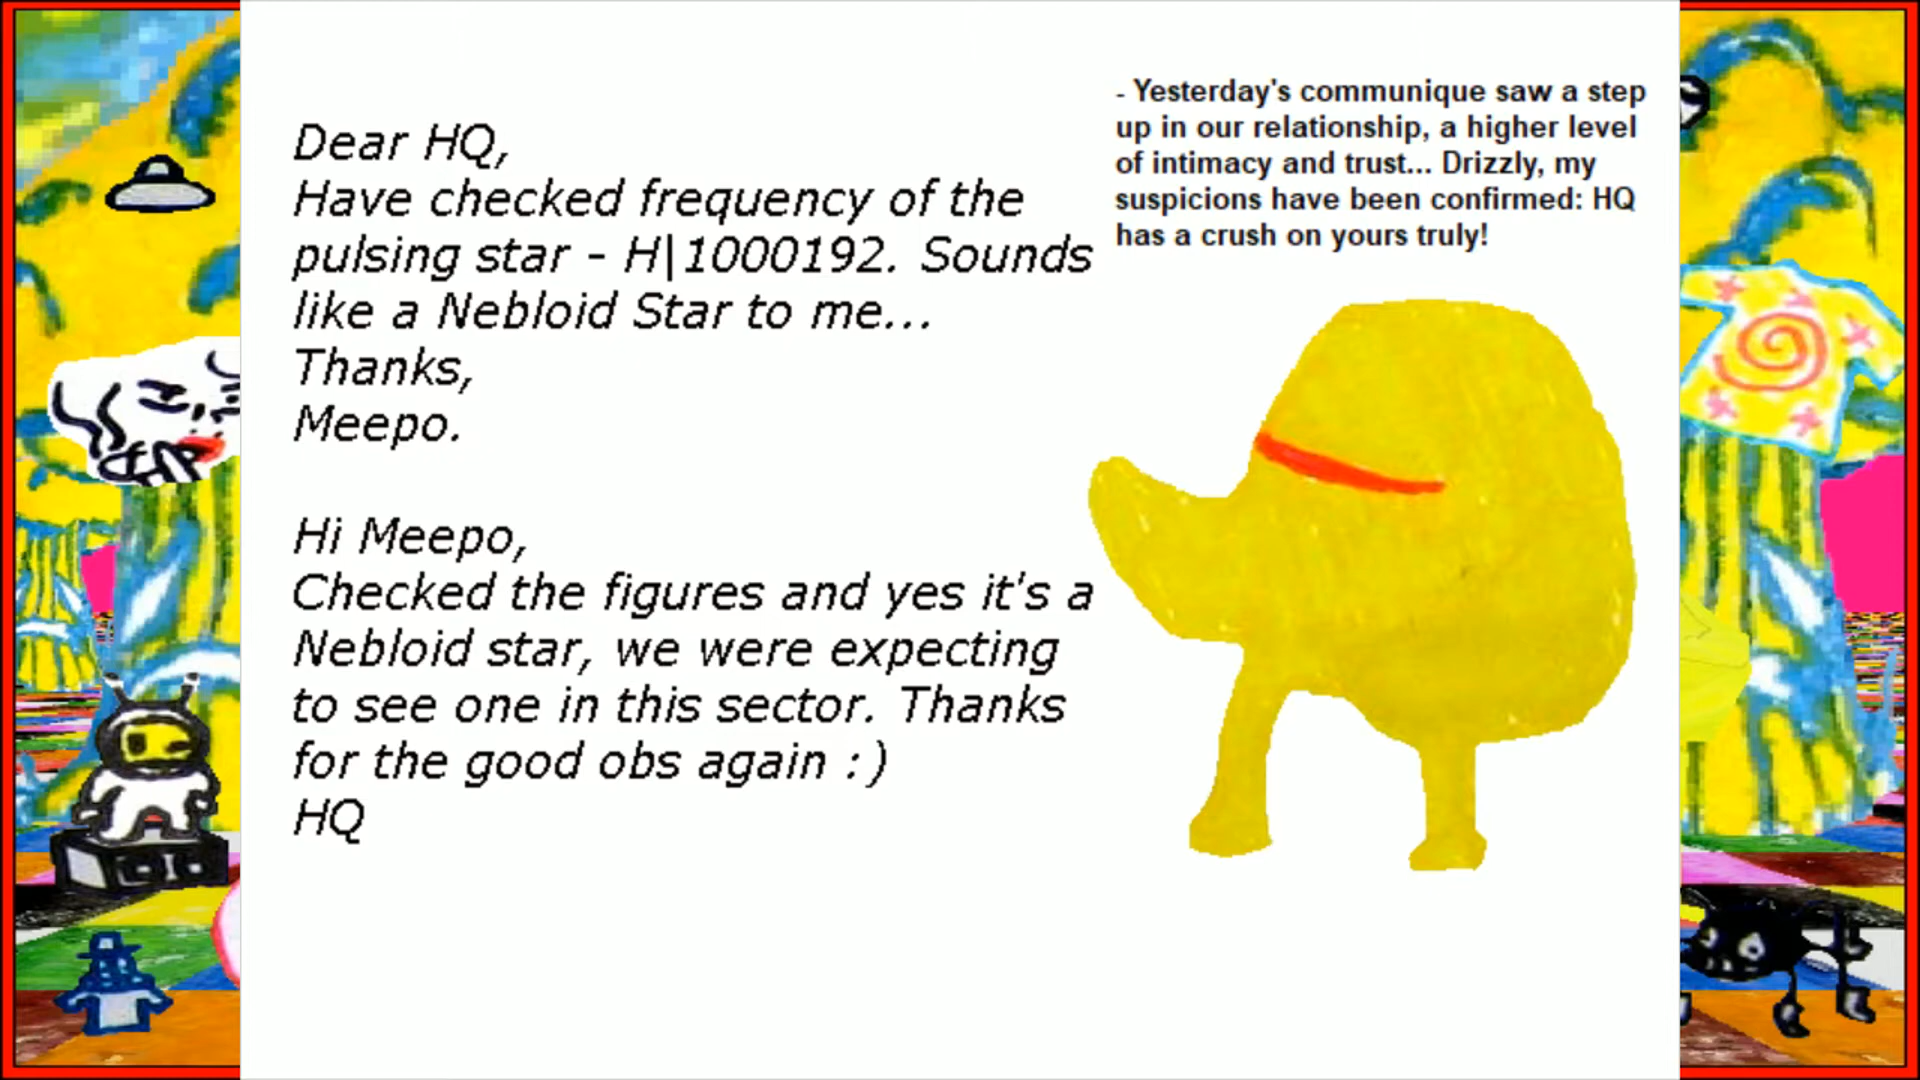 Dear HQ,
Have checked frequency of the
pulsing star - H|1000192. Sounds
like a Nebloid Star to me...
Thanks,
Meepo.
Hi Meepo,
Checked the figures and yes it's a
Nebloid star, we were expecting
to see one in this sector. Thanks
for the good obs again :)
HQ
- Yesterday's communique saw a step
up in our relationship, a higher level
of intimacy and trust... Drizzly, my
suspicions have been confirmed: HQ
has a crush on yours truly!